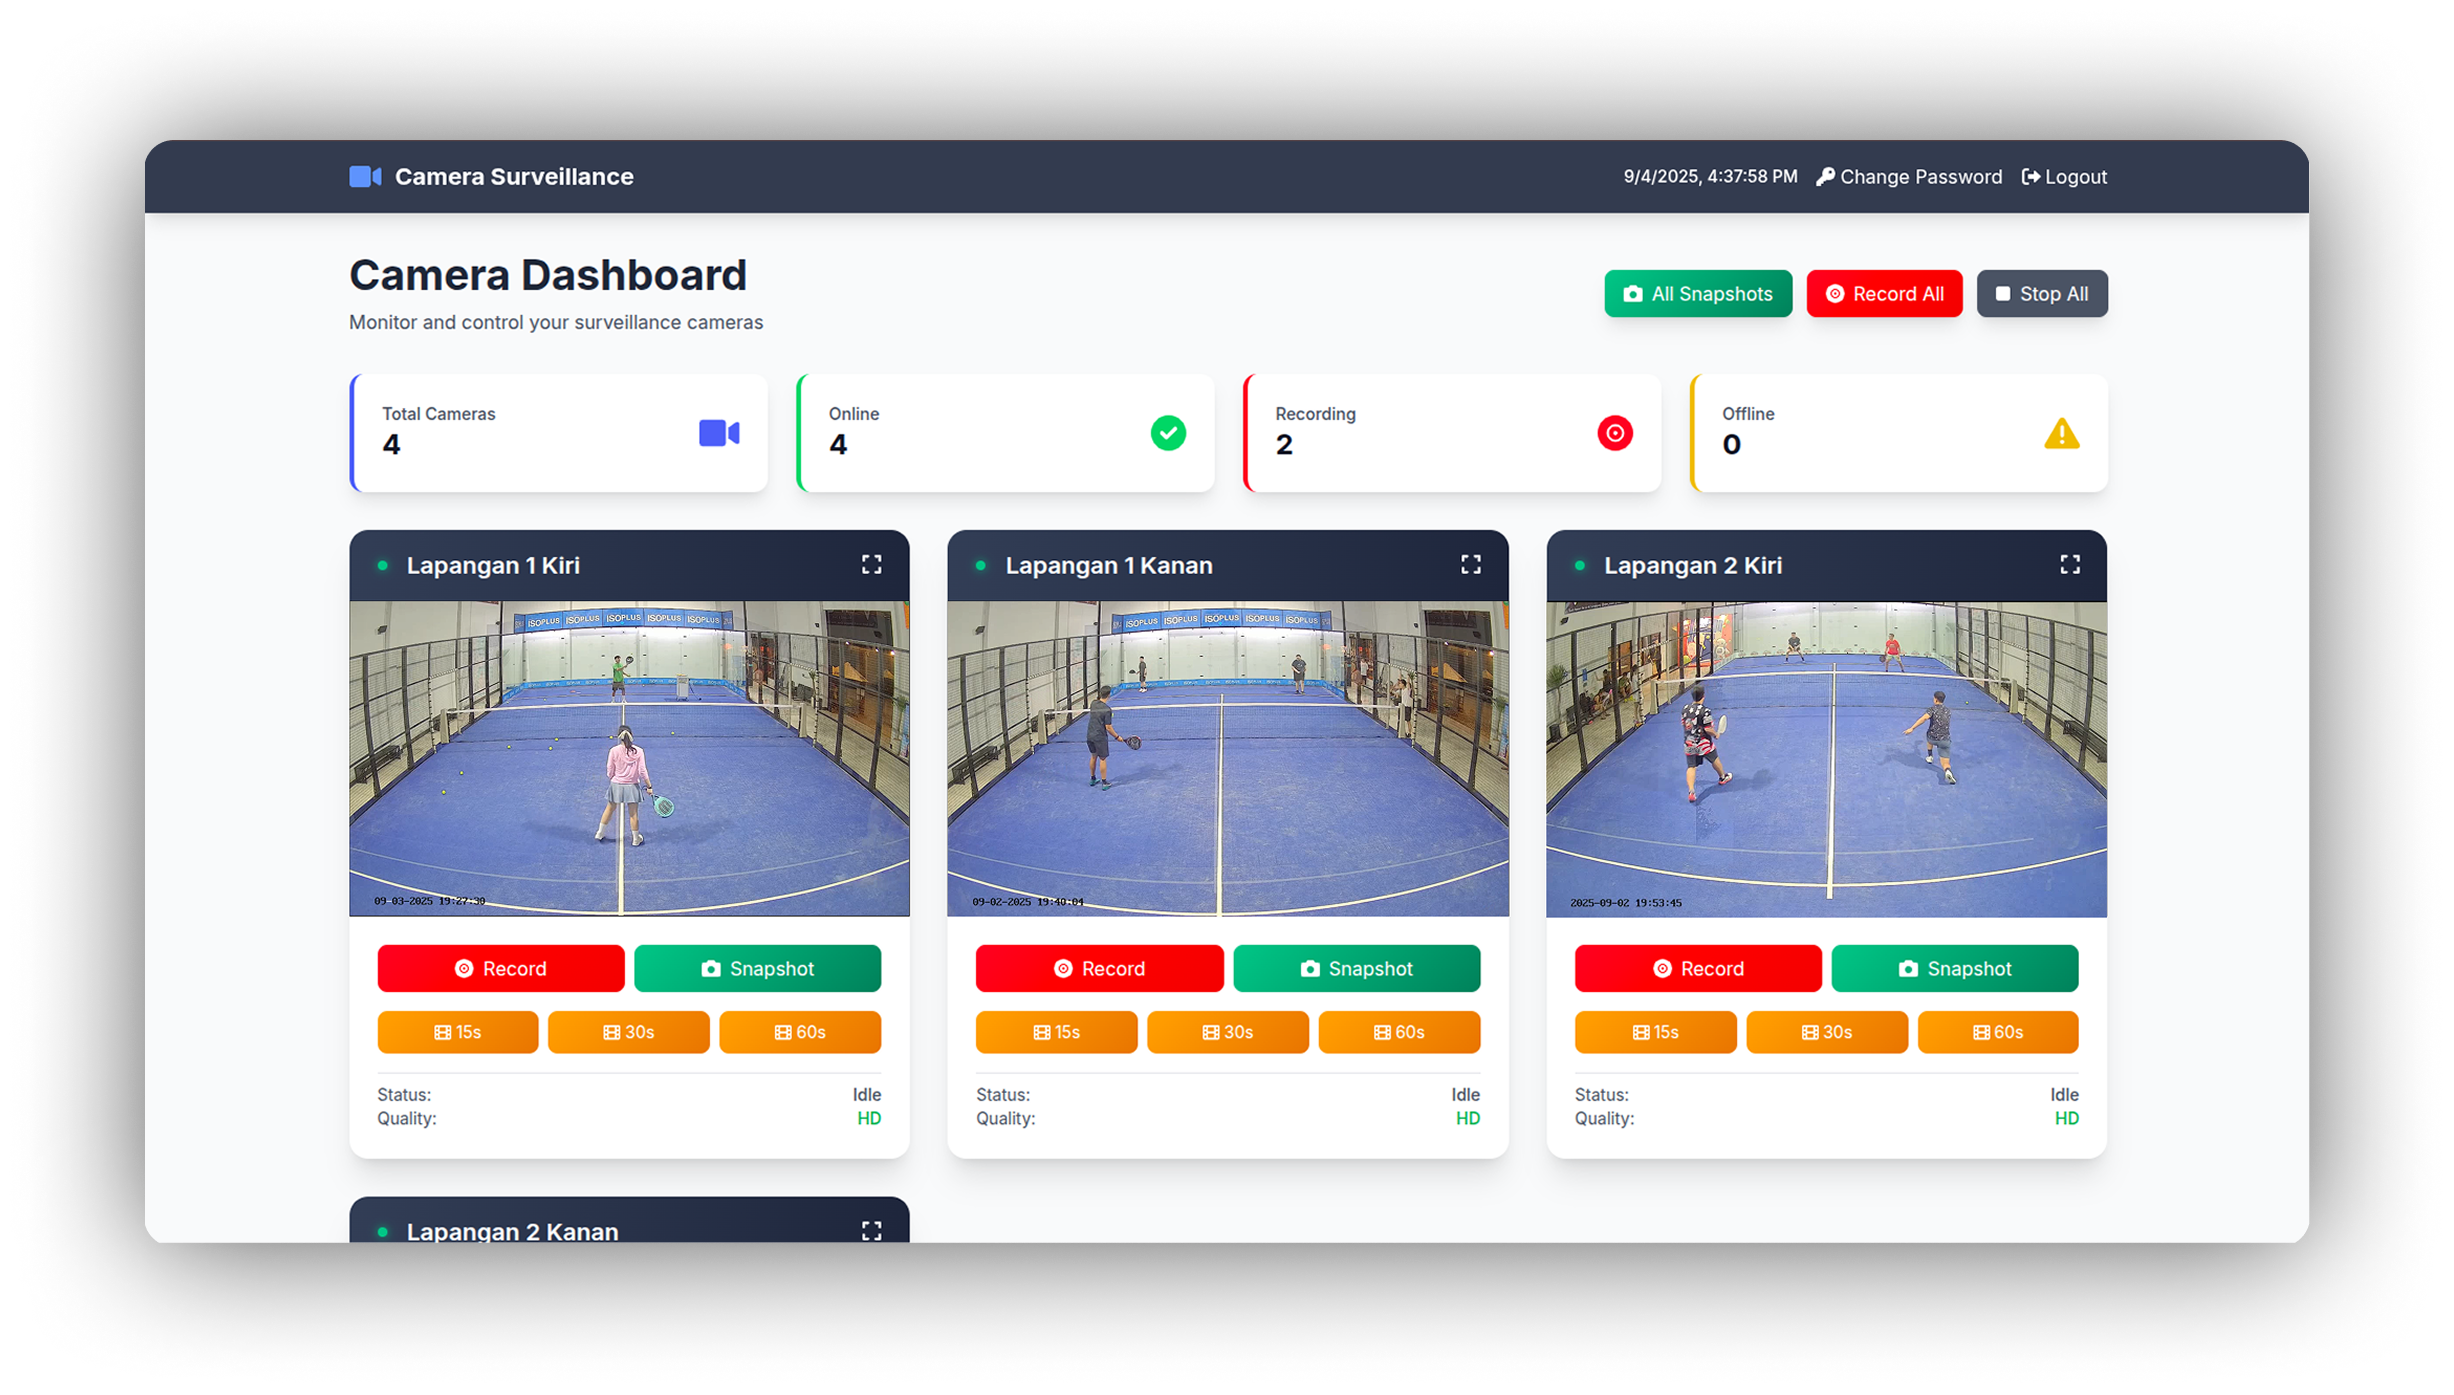 Camera Surveillance
9/4/2025, 4:37:58 PM Change Password Logout
Camera Dashboard
Monitor and control your surveillance cameras
All Snapshots Record All Stop All
Total Cameras
4
Online
4
Recording
2
Offline
0
Lapangan 1 Kiri
ISOPLUS ISOPLUS ISOPLUS ISOPLUS ISOPLUS
09-03-2025 19:27:30
Record Snapshot
15s 30s 60s
Status: Idle
Quality: HD
Lapangan 1 Kanan
ISOPLUS ISOPLUS ISOPLUS ISOPLUS ISOPLUS
09-02-2025 19:40:04
Record Snapshot
15s 30s 60s
Status: Idle
Quality: HD
Lapangan 2 Kiri
2025-09-02 19:53:45
Record Snapshot
15s 30s 60s
Status: Idle
Quality: HD
Lapangan 2 Kanan